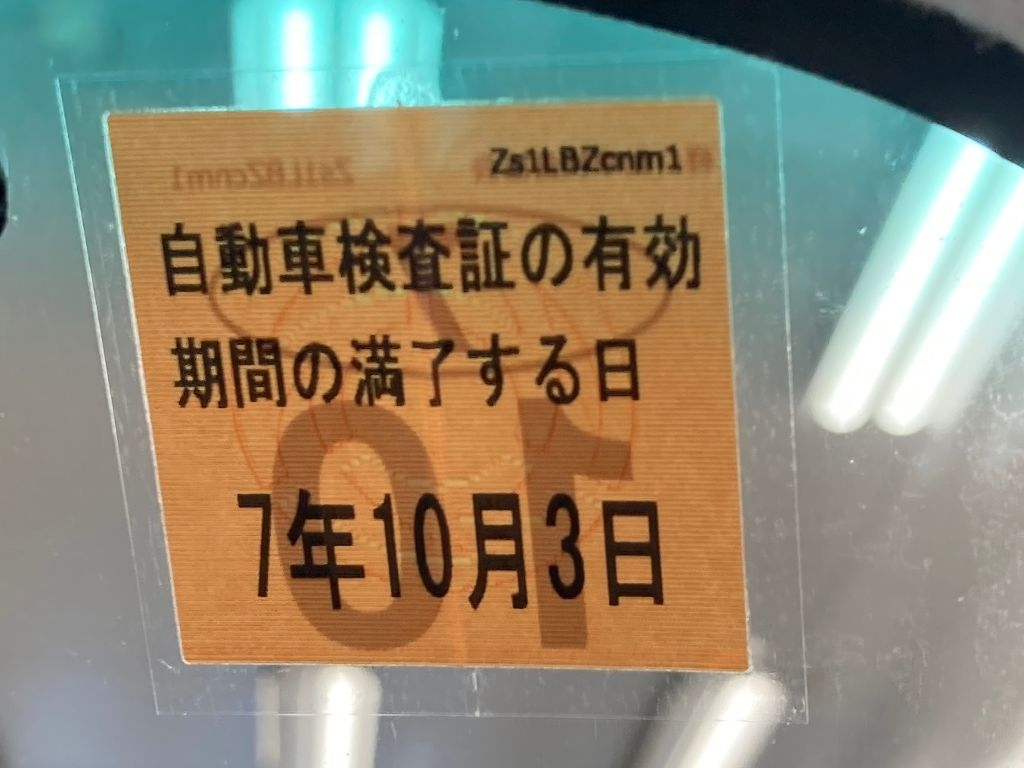 Zs1LBZcnm1
自動車検査証の有効
期間の満了する日
7年10月3日
10